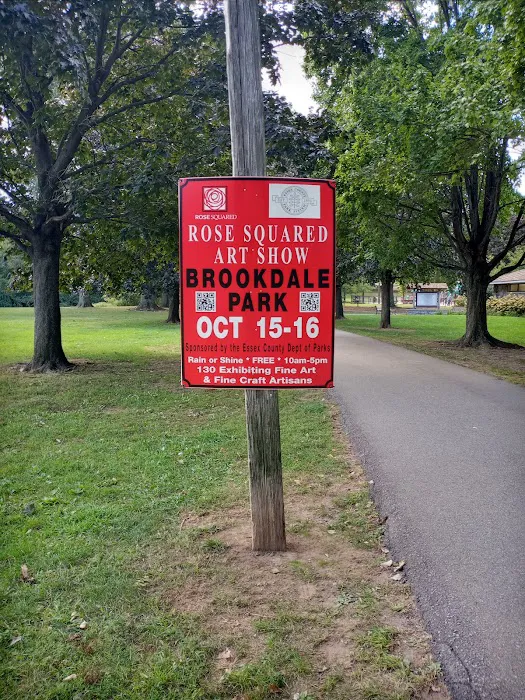 ROSE SQUARED
ROSE SQUARED
ART SHOW
BROOKDALE
PARK
OCT 15-16
Sponsored by the Essex County Dept of Parks
Rain or Shine * FREE * 10am-5pm
130 Exhibiting Fine Art
& Fine Craft Artisans